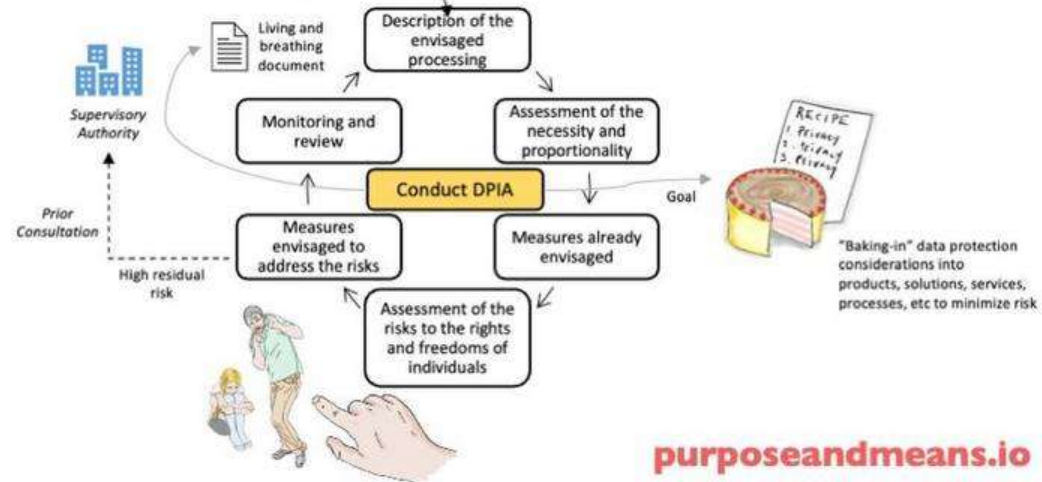 Living and
breathing
document
Description of the
envisaged
processing
Supervisory
Authority
Monitoring and
review
Assessment of the
necessity and
proportionality
RECIPE
1. Privacy
2. Privacy
3. Privacy
Conduct DPIA
Goal
Prior
Consultation
Measures
envisaged to
address the risks
Measures already
envisaged
"Baking-in" data protection
considerations into
products, solutions, services,
processes, etc to minimize risk
High residual
risk
Assessment of the
risks to the rights
and freedoms of
individuals
purposeandmeans.io